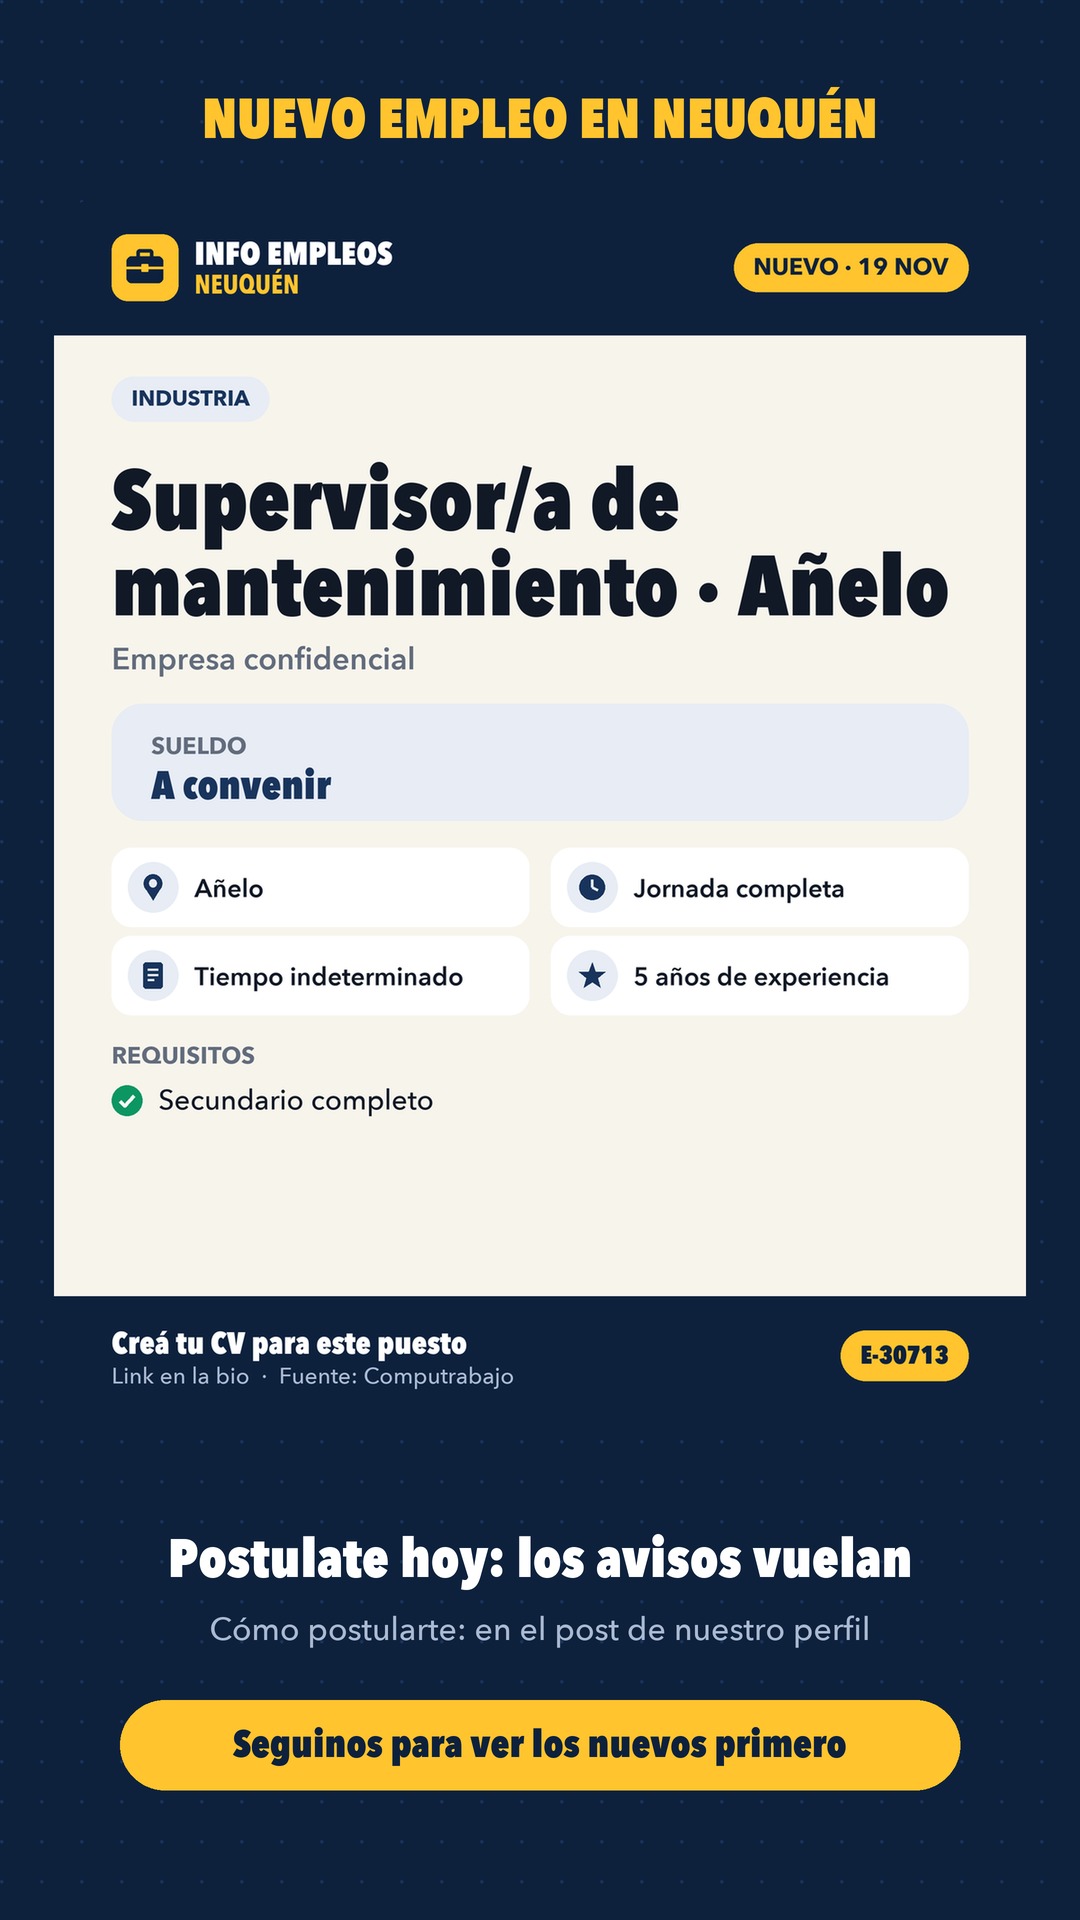 NUEVO EMPLEO EN NEUQUÉN
INFO EMPLEOS
NEUQUÉN
NUEVO · 19 NOV
INDUSTRIA
Supervisor/a de
mantenimiento · Añelo
Empresa confidencial
SUELDO
A convenir
Añelo
Jornada completa
Tiempo indeterminado
5 años de experiencia
REQUISITOS
Secundario completo
Creá tu CV para este puesto
Link en la bio · Fuente: Computrabajo
E-30713
Postulate hoy: los avisos vuelan
Cómo postularte: en el post de nuestro perfil
Seguinos para ver los nuevos primero